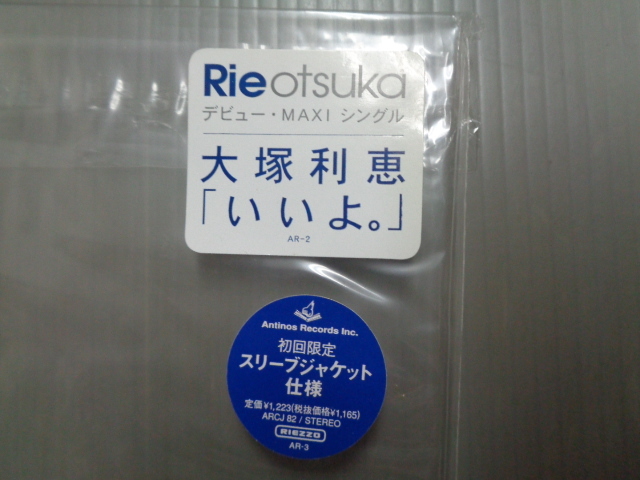 Rieotsuka
デビュー・MAXI シングル
大塚利恵
「いいよ。」
AR-2
Antinos Records Inc.
初回限定
スリーブジャケット
仕様
定価¥1,223(税抜価格¥1,165)
ARCJ 82 / STEREO
RIEZZO
AR-3